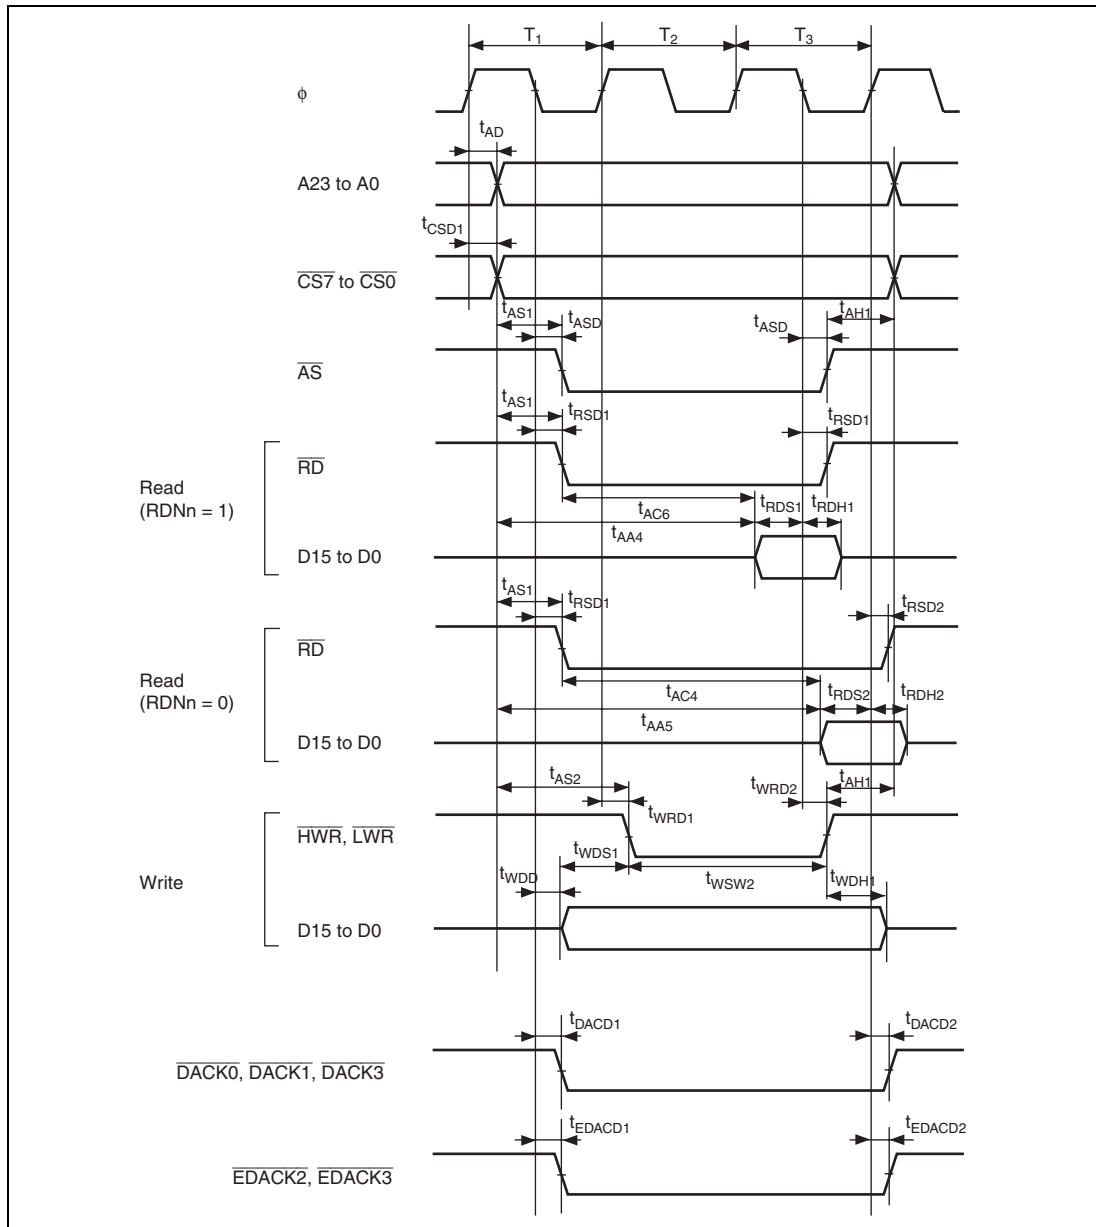 T1 T2 T3
φ
tAD
A23 to A0
tCSD1
CS7 to CS0
tAS1 tASD tASD tAH1
AS
tAS1 tRSD1 tRSD1
RD
Read
(RDNn = 1)
tAC6 tRDS1 tRDH1
tAA4
D15 to D0
tAS1 tRSD1 tRSD2
RD
Read
(RDNn = 0)
tAC4 tRDS2 tRDH2
tAA5
D15 to D0
tAS2 tWRD1 tWRD2 tAH1
HWR, LWR
Write
tWDD tWDS1 tWSW2 tWDH1
D15 to D0
tDACD1 tDACD2
DACK0, DACK1, DACK3
tEDACD1 tEDACD2
EDACK2, EDACK3